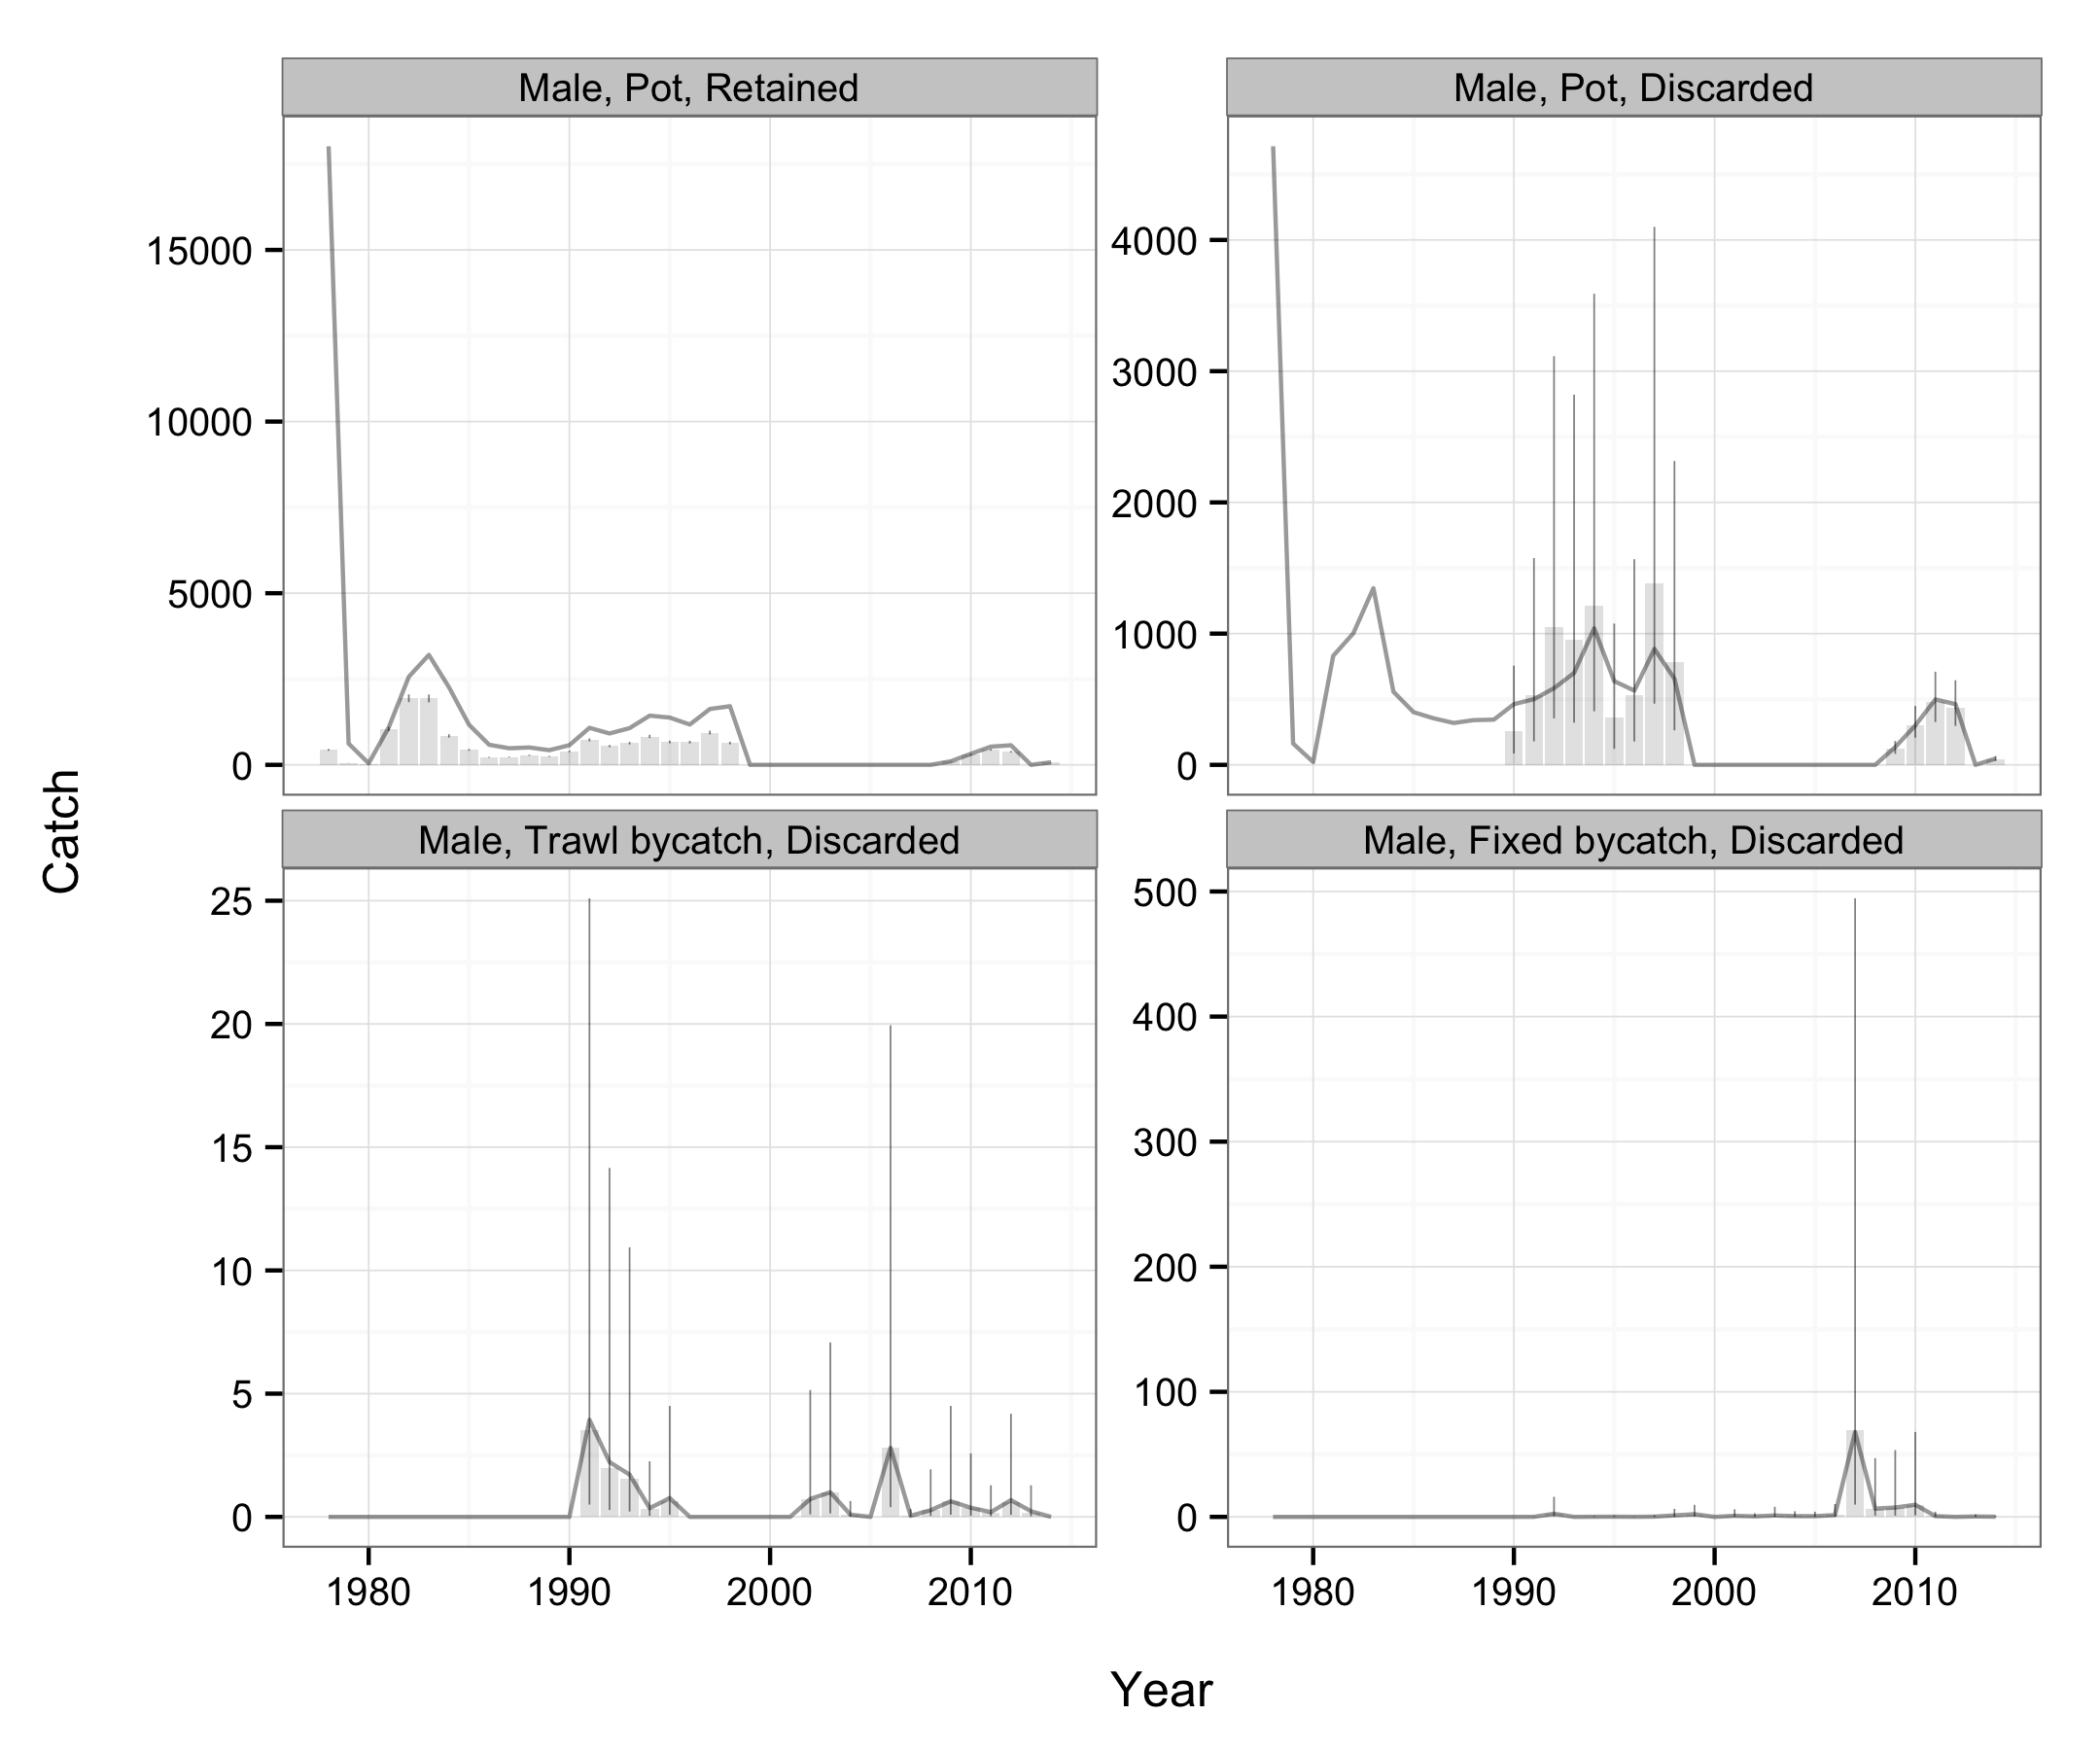 Male, Pot, Retained
Male, Pot, Discarded
15000
10000
5000
0
4000
3000
2000
1000
0
Catch
Male, Trawl bycatch, Discarded
Male, Fixed bycatch, Discarded
25
20
15
10
5
0
500
400
300
200
100
0
1980 1990 2000 2010
1980 1990 2000 2010
Year